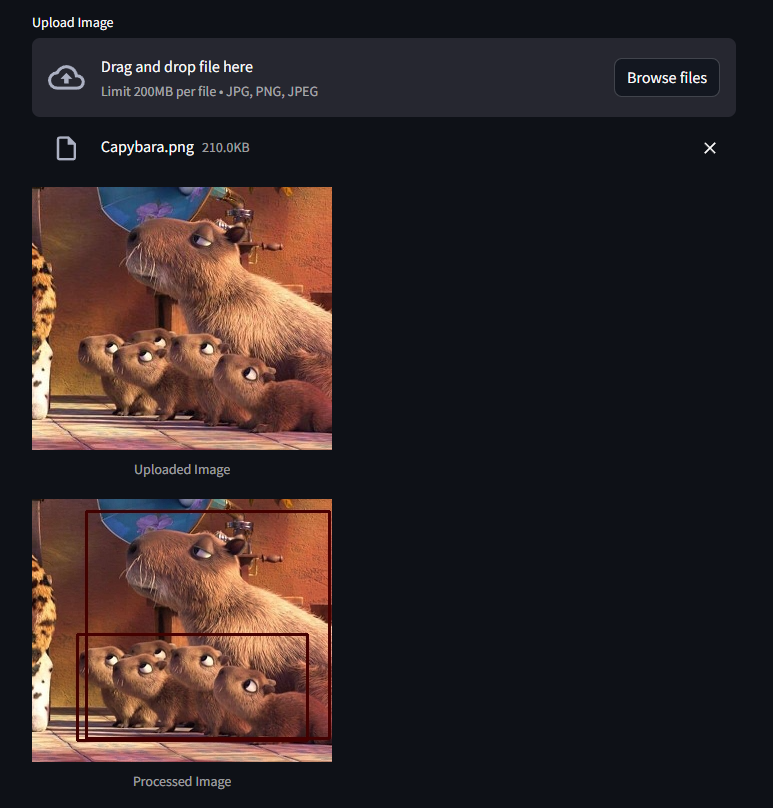 Upload Image
Drag and drop file here
Limit 200MB per file • JPG, PNG, JPEG
Browse files
Capybara.png 210.0KB
Uploaded Image
Processed Image